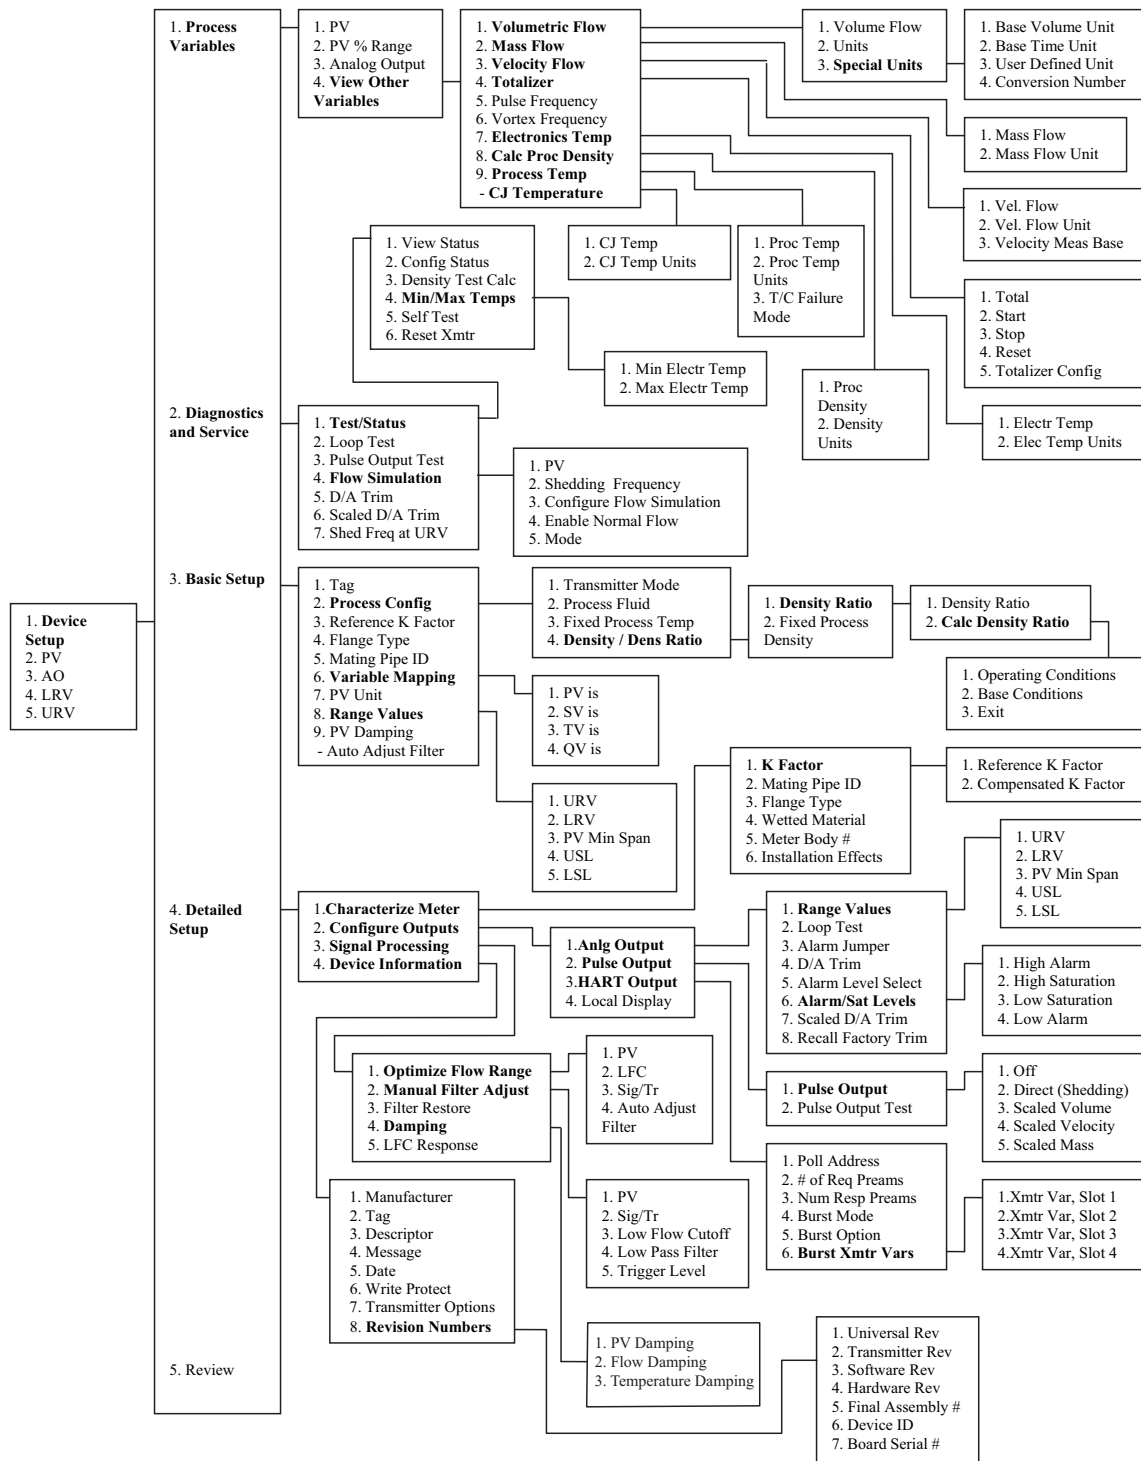 1. Device
Setup
2. PV
3. AO
4. LRV
5. URV
1. Process
Variables
2. Diagnostics
and Service
3. Basic Setup
4. Detailed
Setup
5. Review
1. PV
2. PV % Range
3. Analog Output
4. View Other
Variables
1. Volumetric Flow
2. Mass Flow
3. Velocity Flow
4. Totalizer
5. Pulse Frequency
6. Vortex Frequency
7. Electronics Temp
8. Calc Proc Density
9. Process Temp
- CJ Temperature
1. Volume Flow
2. Units
3. Special Units
1. Base Volume Unit
2. Base Time Unit
3. User Defined Unit
4. Conversion Number
1. Mass Flow
2. Mass Flow Unit
1. Vel. Flow
2. Vel. Flow Unit
3. Velocity Meas Base
1. Total
2. Start
3. Stop
4. Reset
5. Totalizer Config
1. Electr Temp
2. Elec Temp Units
1. Proc
Density
2. Density
Units
1. Proc Temp
2. Proc Temp
Units
3. T/C Failure
Mode
1. CJ Temp
2. CJ Temp Units
1. View Status
2. Config Status
3. Density Test Calc
4. Min/Max Temps
5. Self Test
6. Reset Xmtr
1. Min Electr Temp
2. Max Electr Temp
1. Test/Status
2. Loop Test
3. Pulse Output Test
4. Flow Simulation
5. D/A Trim
6. Scaled D/A Trim
7. Shed Freq at URV
1. PV
2. Shedding Frequency
3. Configure Flow Simulation
4. Enable Normal Flow
5. Mode
1. Tag
2. Process Config
3. Reference K Factor
4. Flange Type
5. Mating Pipe ID
6. Variable Mapping
7. PV Unit
8. Range Values
9. PV Damping
- Auto Adjust Filter
1. Transmitter Mode
2. Process Fluid
3. Fixed Process Temp
4. Density / Dens Ratio
1. Density Ratio
2. Fixed Process
Density
1. Density Ratio
2. Calc Density Ratio
1. Operating Conditions
2. Base Conditions
3. Exit
1. PV is
2. SV is
3. TV is
4. QV is
1. URV
2. LRV
3. PV Min Span
4. USL
5. LSL
1.Characterize Meter
2. Configure Outputs
3. Signal Processing
4. Device Information
1. K Factor
2. Mating Pipe ID
3. Flange Type
4. Wetted Material
5. Meter Body #
6. Installation Effects
1. Reference K Factor
2. Compensated K Factor
1.Anlg Output
2. Pulse Output
3.HART Output
4. Local Display
1. Range Values
2. Loop Test
3. Alarm Jumper
4. D/A Trim
5. Alarm Level Select
6. Alarm/Sat Levels
7. Scaled D/A Trim
8. Recall Factory Trim
1. URV
2. LRV
3. PV Min Span
4. USL
5. LSL
1. High Alarm
2. High Saturation
3. Low Saturation
4. Low Alarm
1. Pulse Output
2. Pulse Output Test
1. Off
2. Direct (Shedding)
3. Scaled Volume
4. Scaled Velocity
5. Scaled Mass
1. Poll Address
2. # of Req Preams
3. Num Resp Preams
4. Burst Mode
5. Burst Option
6. Burst Xmtr Vars
1.Xmtr Var, Slot 1
2.Xmtr Var, Slot 2
3.Xmtr Var, Slot 3
4.Xmtr Var, Slot 4
1. Optimize Flow Range
2. Manual Filter Adjust
3. Filter Restore
4. Damping
5. LFC Response
1. PV
2. LFC
3. Sig/Tr
4. Auto Adjust
Filter
1. PV
2. Sig/Tr
3. Low Flow Cutoff
4. Low Pass Filter
5. Trigger Level
1. PV Damping
2. Flow Damping
3. Temperature Damping
1. Manufacturer
2. Tag
3. Descriptor
4. Message
5. Date
6. Write Protect
7. Transmitter Options
8. Revision Numbers
1. Universal Rev
2. Transmitter Rev
3. Software Rev
4. Hardware Rev
5. Final Assembly #
6. Device ID
7. Board Serial #